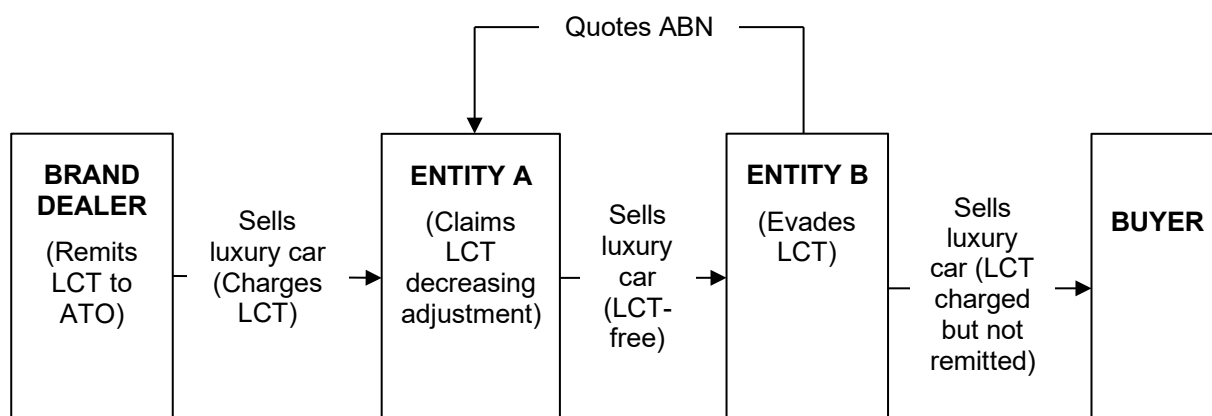 Quotes ABN
BRAND
DEALER
(Remits
LCT to
ATO)
Sells
luxury car
(Charges
LCT)
ENTITY A
(Claims
LCT
decreasing
adjustment)
Sells
luxury
car
(LCT-
free)
ENTITY B
(Evades
LCT)
Sells
luxury
car (LCT
charged
but not
remitted)
BUYER